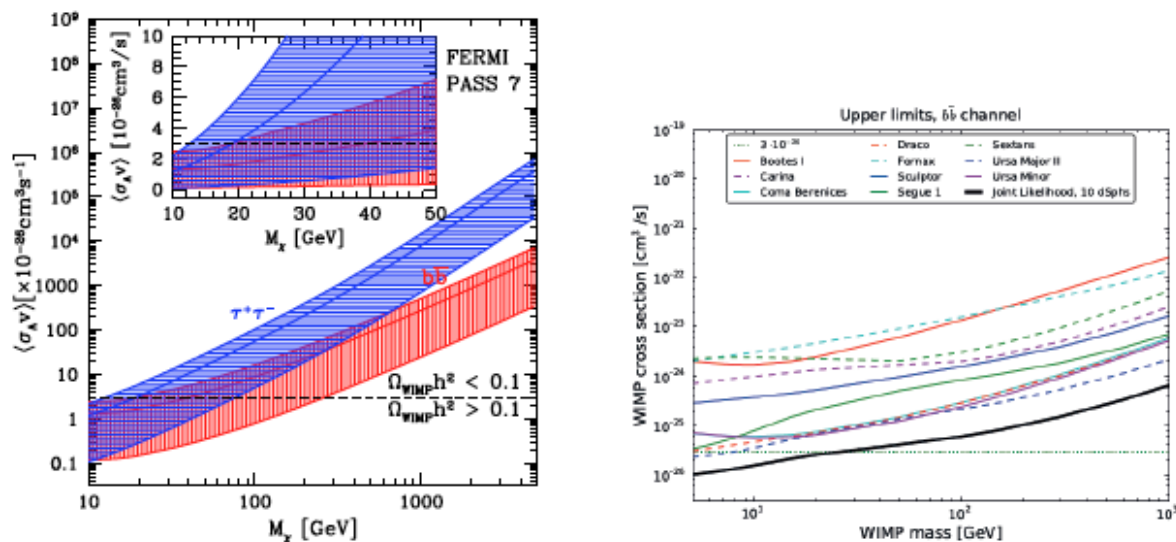 FERMI
PASS 7
⟨σ_A v⟩ [10⁻²⁶cm³/s]
10
8
6
4
2
0
10 20 30 40 50
M_χ [GeV]
⟨σ_A v⟩[×10⁻²⁶cm³s⁻¹]
10⁹
10⁸
10⁷
10⁶
10⁵
10⁴
1000
100
10
1
0.1
τ⁺τ⁻
bb̄
Ω_WIMP h² < 0.1
Ω_WIMP h² > 0.1
10 100 1000
M_χ [GeV]
Upper limits, bb̄ channel
3 ·10⁻²⁶
Bootes I
Carina
Coma Berenices
Draco
Fornax
Sculptor
Segue 1
Sextans
Ursa Major II
Ursa Minor
Joint Likelihood, 10 dSphs
WIMP cross section [cm³ /s]
10⁻¹⁹
10⁻²⁰
10⁻²¹
10⁻²²
10⁻²³
10⁻²⁴
10⁻²⁵
10⁻²⁶
10¹ 10² 10³
WIMP mass [GeV]